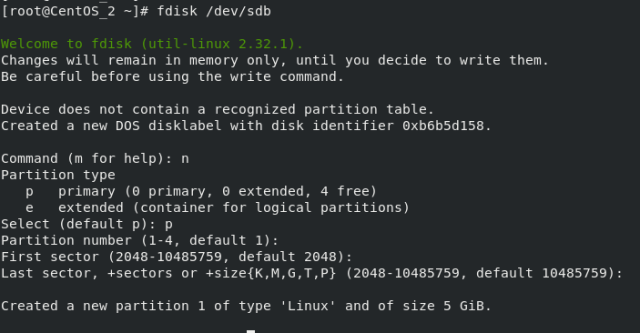 [root@CentOS_2 ~]# fdisk /dev/sdb
Welcome to fdisk (util-linux 2.32.1).
Changes will remain in memory only, until you decide to write them.
Be careful before using the write command.
Device does not contain a recognized partition table.
Created a new DOS disklabel with disk identifier 0xb6b5d158.
Command (m for help): n
Partition type
   p   primary (0 primary, 0 extended, 4 free)
   e   extended (container for logical partitions)
Select (default p): p
Partition number (1-4, default 1):
First sector (2048-10485759, default 2048):
Last sector, +sectors or +size{K,M,G,T,P} (2048-10485759, default 10485759):
Created a new partition 1 of type 'Linux' and of size 5 GiB.